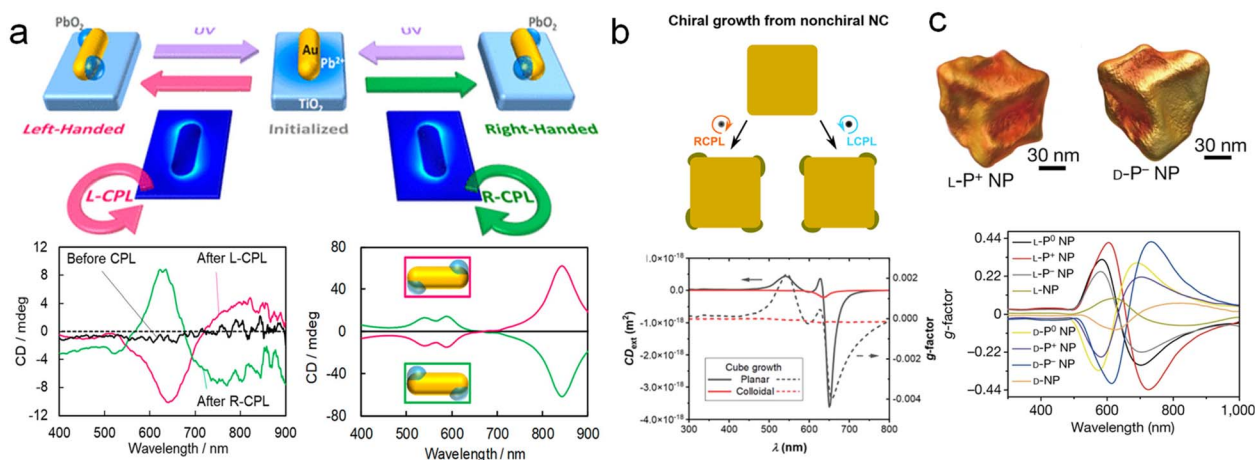 a
PbO₂
UV
UV
PbO₂
Au
Pb²⁺
TiO₂
Left-Handed
Initialized
Right-Handed
L-CPL
R-CPL
CD / mdeg
12
8
4
0
-4
-8
-12
Before CPL
After L-CPL
After R-CPL
400 500 600 700 800 900
Wavelength / nm
CD / mdeg
80
40
0
-40
-80
400 500 600 700 800 900
Wavelength / nm
b
Chiral growth from nonchiral NC
RCPL
LCPL
CD_ext (m²)
0.0
-1.0×10⁻¹⁸
-2.0×10⁻¹⁸
-3.0×10⁻¹⁸
-4.0×10⁻¹⁸
Cube growth
Planar
Colloidal
0.002
0.000
-0.002
-0.004
g-factor
300 400 500 600 700 800
λ (nm)
c
30 nm
30 nm
L-P⁺ NP
D-P⁻ NP
g-factor
0.44
0.22
0
-0.22
-0.44
L-P⁰ NP
L-P⁺ NP
L-P⁻ NP
L-NP
D-P⁰ NP
D-P⁺ NP
D-P⁻ NP
D-NP
400 600 800 1,000
Wavelength (nm)